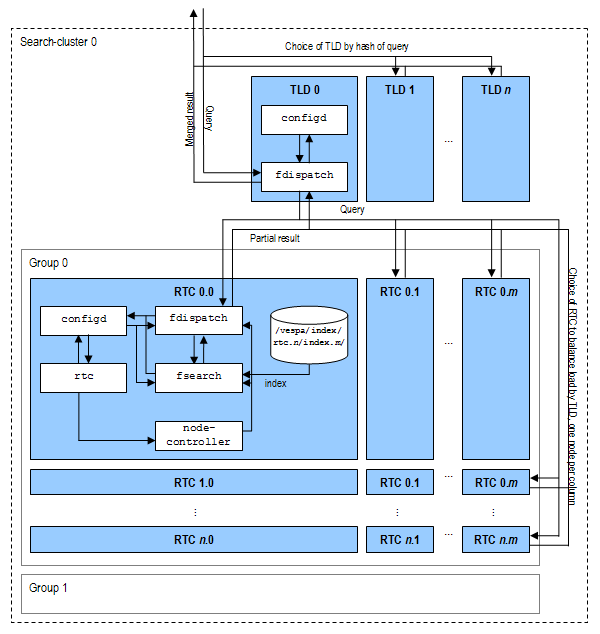 Search-cluster 0
Choice of TLD by hash of query
Merged result
Query
TLD 0
TLD 1
TLD n
configd
fdispatch
...
Query
Partial result
Group 0
RTC 0.0
RTC 0.1
RTC 0.m
configd
fdispatch
/vespa/index/
rtc.n/index.m/
rtc
fsearch
index
node-
controller
...
RTC 1.0
RTC 0.1
...
RTC 0.m
...
...
...
RTC n.0
RTC n.1
...
RTC n.m
Choice of RTC to balance load by TLD, one node per column
Group 1